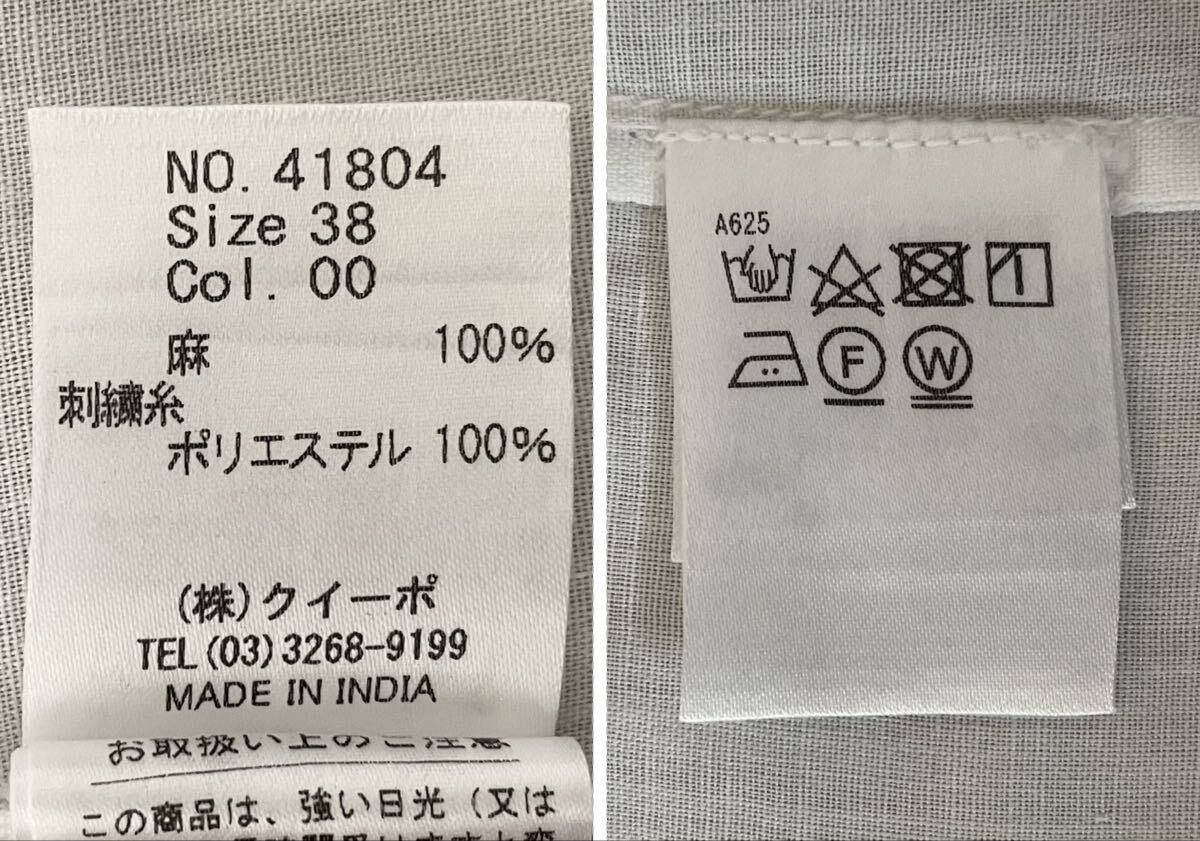 NO. 41804
Size 38
Col. 00
麻 100%
刺繍糸
ポリエステル 100%
(株)クイーポ
TEL(03)3268-9199
MADE IN INDIA
お取扱い上のご注意
この商品は、強い日光(又は
A625
F W